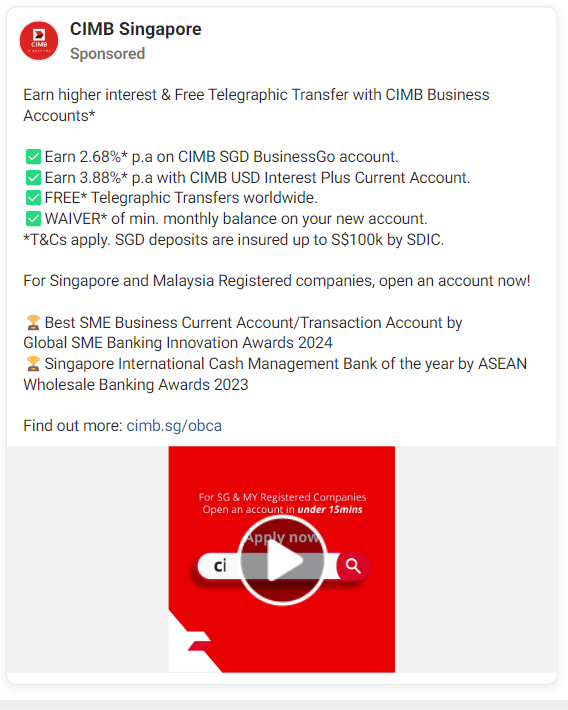 CIMB
SINGAPORE
CIMB Singapore
Sponsored
Earn higher interest & Free Telegraphic Transfer with CIMB Business
Accounts*
✅Earn 2.68%* p.a on CIMB SGD BusinessGo account.
✅Earn 3.88%* p.a with CIMB USD Interest Plus Current Account.
✅FREE* Telegraphic Transfers worldwide.
✅WAIVER* of min. monthly balance on your new account.
*T&Cs apply. SGD deposits are insured up to S$100k by SDIC.
For Singapore and Malaysia Registered companies, open an account now!
🏆Best SME Business Current Account/Transaction Account by
Global SME Banking Innovation Awards 2024
🏆Singapore International Cash Management Bank of the year by ASEAN
Wholesale Banking Awards 2023
Find out more: cimb.sg/obca
For SG & MY Registered Companies
Open an account in under 15mins
Apply now
ci